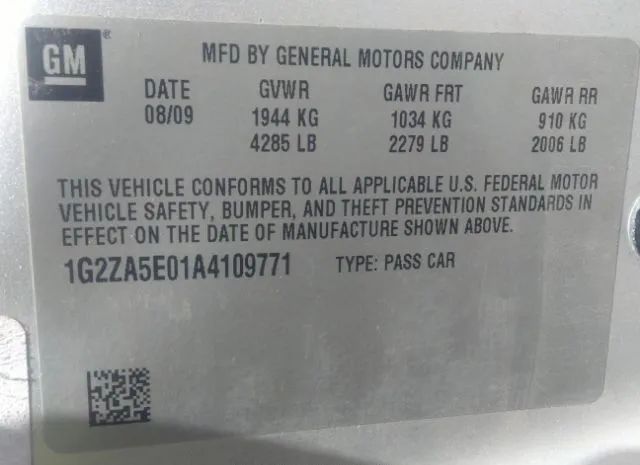 GM ®
MFD BY GENERAL MOTORS COMPANY
DATE GVWR GAWR FRT GAWR RR
08/09 1944 KG 1034 KG 910 KG
4285 LB 2279 LB 2006 LB
THIS VEHICLE CONFORMS TO ALL APPLICABLE U.S. FEDERAL MOTOR
VEHICLE SAFETY, BUMPER, AND THEFT PREVENTION STANDARDS IN
EFFECT ON THE DATE OF MANUFACTURE SHOWN ABOVE.
1G2ZA5E01A4109771 TYPE: PASS CAR